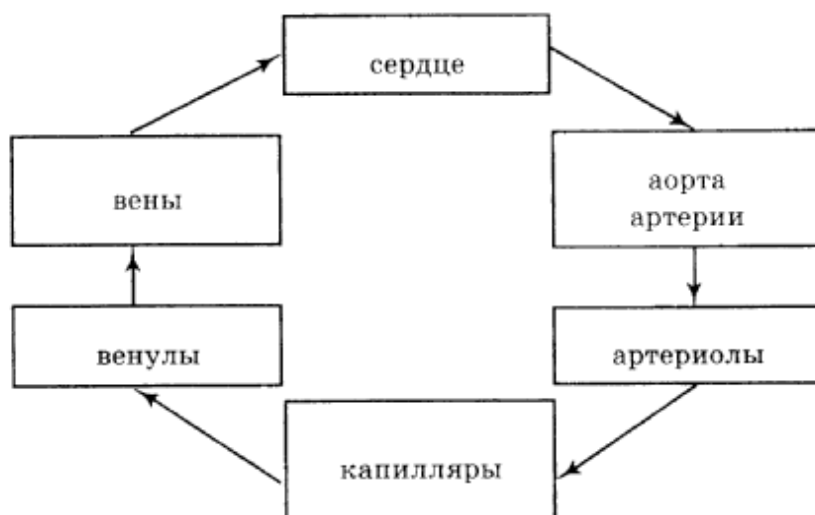 сердце
вены
аорта
артерии
венулы
артериолы
капилляры